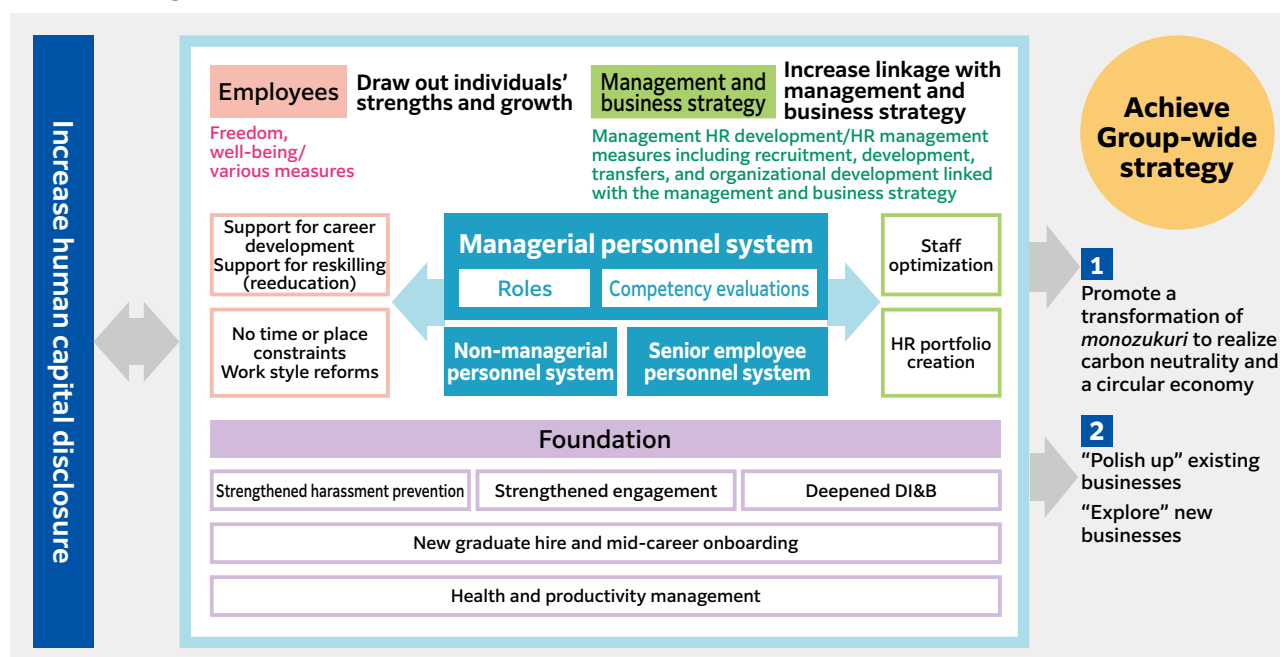 Increase human capital disclosure
Employees
Draw out individuals’
strengths and growth
Freedom,
well-being/
various measures
Management and
business strategy
Increase linkage with
management and
business strategy
Management HR development/HR management
measures including recruitment, development,
transfers, and organizational development linked
with the management and business strategy
Support for career
development
Support for reskilling
(reeducation)
No time or place
constraints
Work style reforms
Managerial personnel system
Roles
Competency evaluations
Non-managerial
personnel system
Senior employee
personnel system
Staff
optimization
HR portfolio
creation
Foundation
Strengthened harassment prevention
Strengthened engagement
Deepened DI&B
New graduate hire and mid-career onboarding
Health and productivity management
Achieve
Group-wide
strategy
1
Promote a
transformation of
monozukuri to realize
carbon neutrality and
a circular economy
2
“Polish up” existing
businesses
“Explore” new
businesses